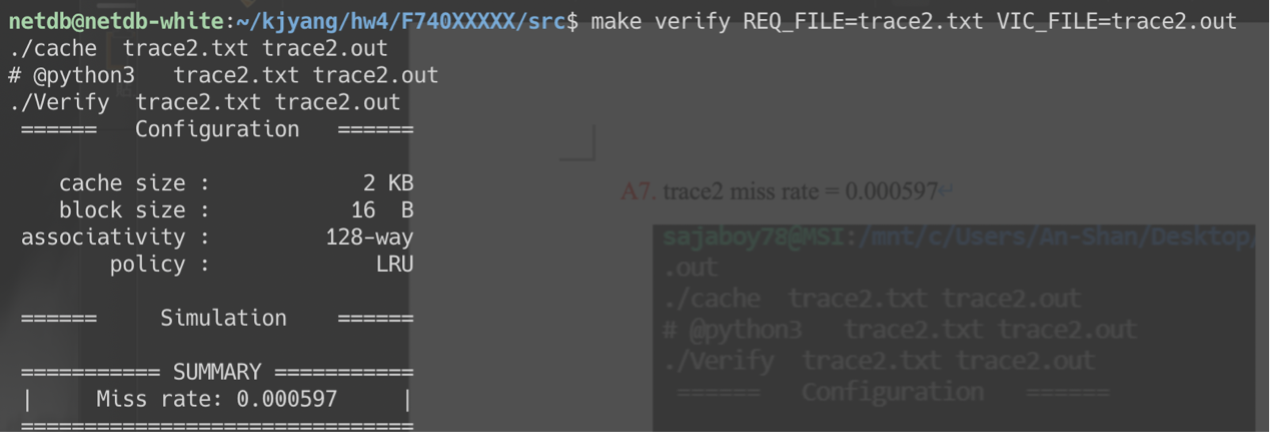 netdb@netdb-white:~/kjyang/hw4/F740XXXXX/src$ make verify REQ_FILE=trace2.txt VIC_FILE=trace2.out
./cache  trace2.txt trace2.out
# @python3   trace2.txt trace2.out
./Verify  trace2.txt trace2.out
======   Configuration   ======
cache size :            2 KB
block size :           16  B
associativity :         128-way
policy :             LRU
======     Simulation    ======
=========== SUMMARY ===========
|     Miss rate: 0.000597     |
===============================
A7. trace2 miss rate = 0.000597↵
sajaboy78@MSI:/mnt/c/Users/An-Shan/Desktop/
.out
./cache  trace2.txt trace2.out
# @python3   trace2.txt trace2.out
./Verify  trace2.txt trace2.out
======   Configuration   ======